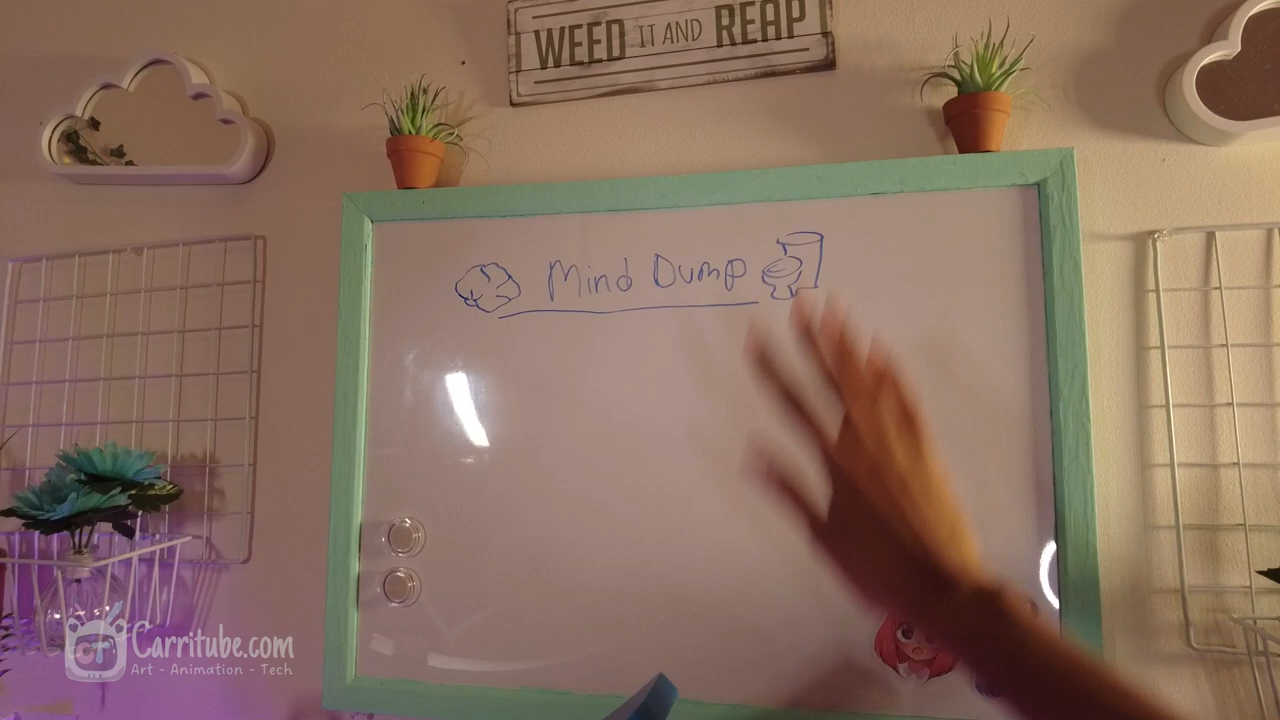 WEED IT AND REAP
Mind Dump
Carritube.com
Art - Animation - Tech